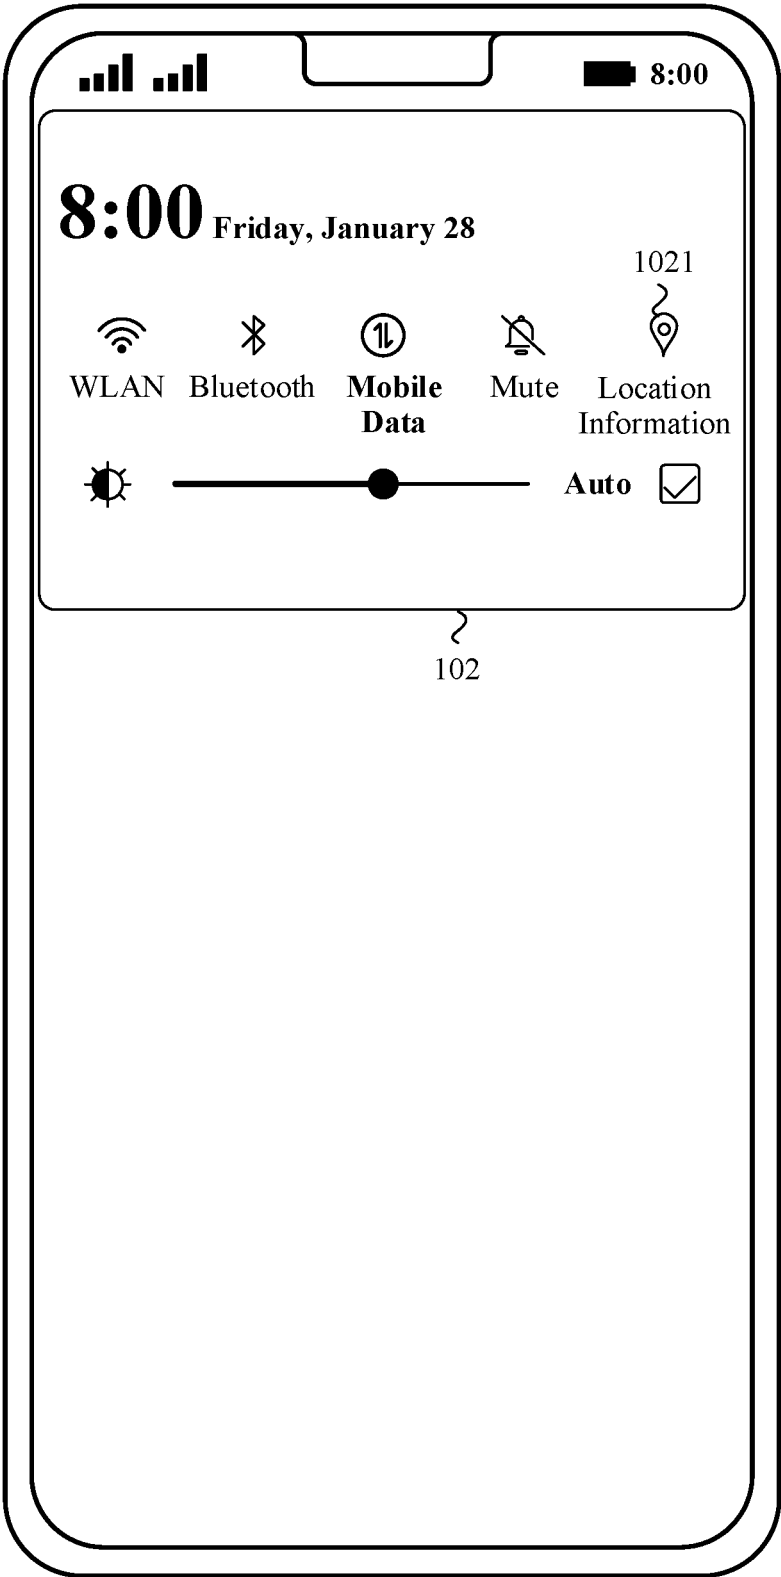 8:00
8:00 Friday, January 28
1021
WLAN Bluetooth Mobile Data Mute Location Information
Auto
102